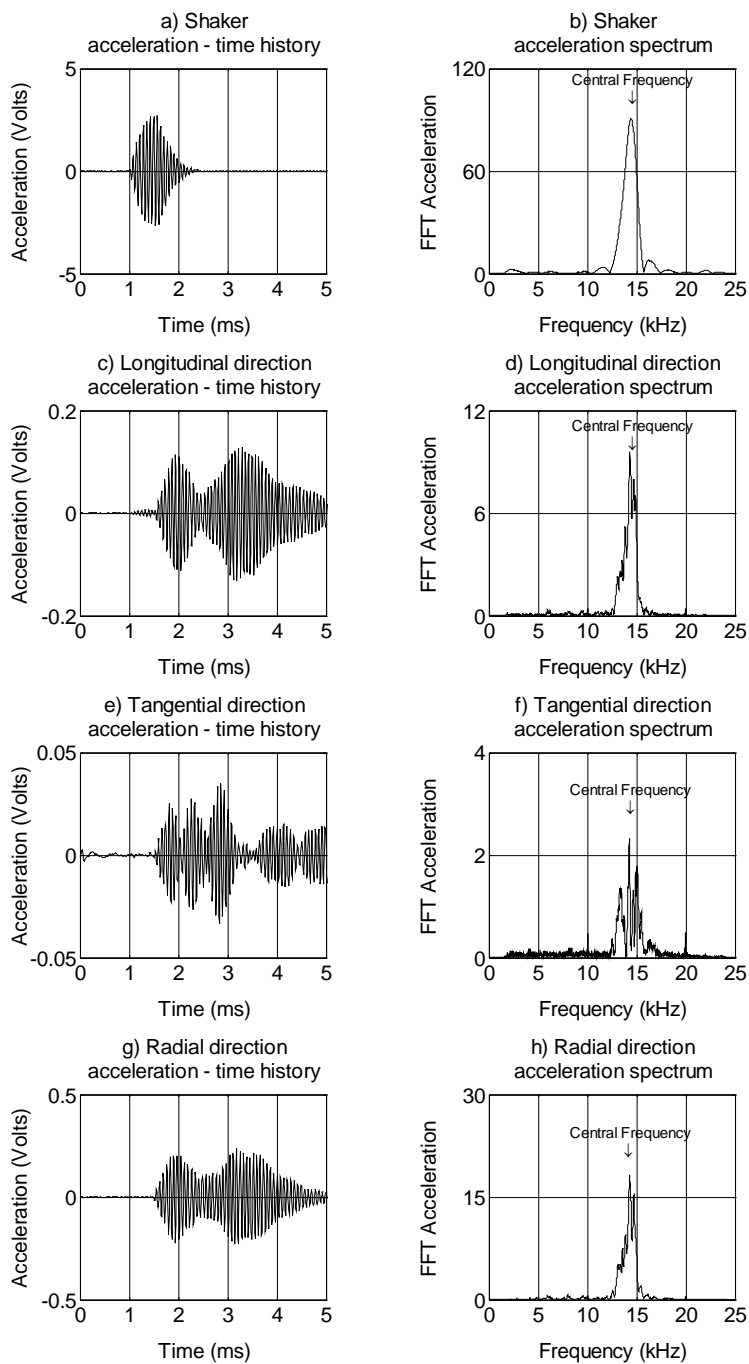 a) Shaker
acceleration - time history
5
0
-5
0 1 2 3 4 5
Acceleration (Volts)
Time (ms)
b) Shaker
acceleration spectrum
Central Frequency
↓
120
60
0
0 5 10 15 20 25
FFT Acceleration
Frequency (kHz)
c) Longitudinal direction
acceleration - time history
0.2
0
-0.2
0 1 2 3 4 5
Acceleration (Volts)
Time (ms)
d) Longitudinal direction
acceleration spectrum
Central Frequency
↓
12
6
0
0 5 10 15 20 25
FFT Acceleration
Frequency (kHz)
e) Tangential direction
acceleration - time history
0.05
0
-0.05
0 1 2 3 4 5
Acceleration (Volts)
Time (ms)
f) Tangential direction
acceleration spectrum
Central Frequency
↓
4
2
0
0 5 10 15 20 25
FFT Acceleration
Frequency (kHz)
g) Radial direction
acceleration - time history
0.5
0
-0.5
0 1 2 3 4 5
Acceleration (Volts)
Time (ms)
h) Radial direction
acceleration spectrum
Central Frequency
↓
30
15
0
0 5 10 15 20 25
FFT Acceleration
Frequency (kHz)